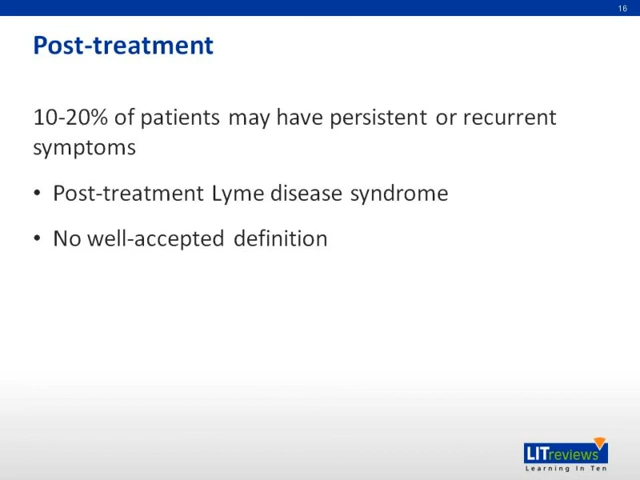 16
Post-treatment
10-20% of patients may have persistent or recurrent
symptoms
• Post-treatment Lyme disease syndrome
• No well-accepted definition
LITreviews
Learning In Ten